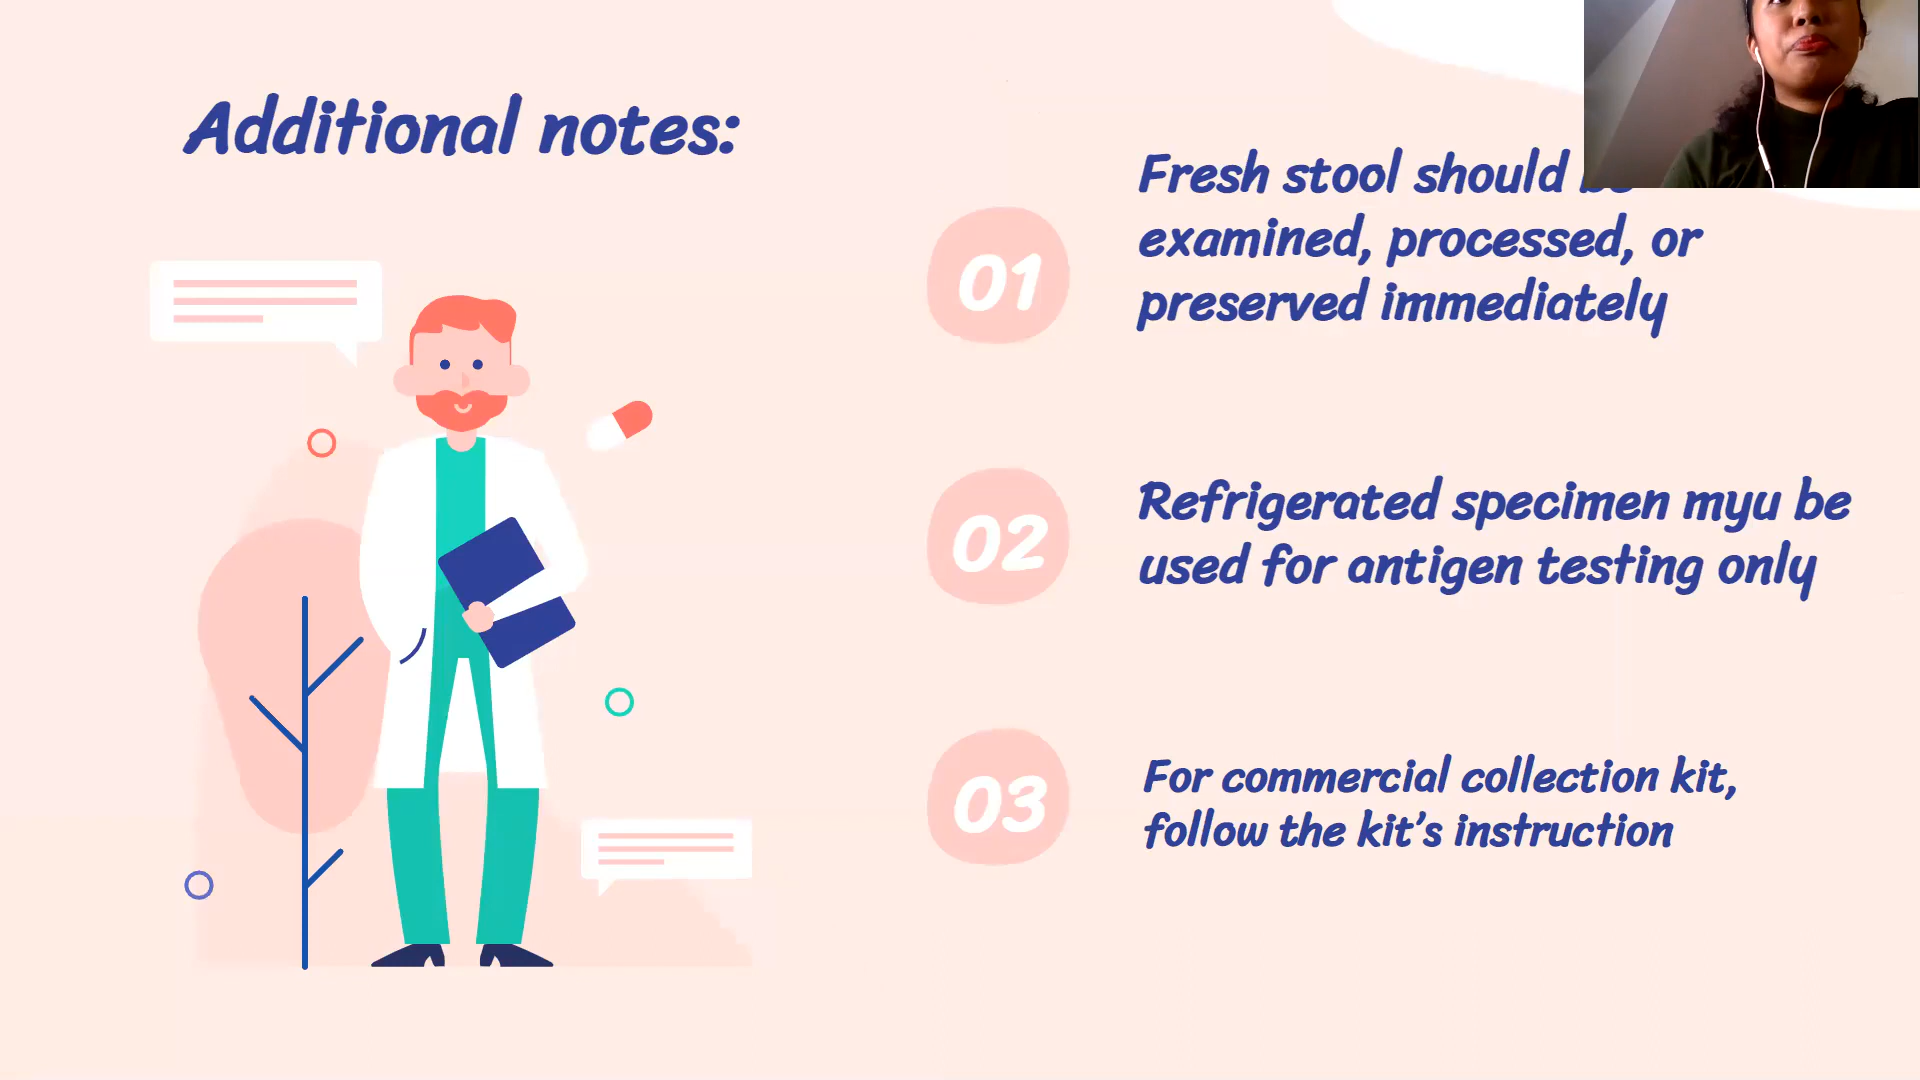 Additional notes:
01
Fresh stool should be
examined, processed, or
preserved immediately
02
Refrigerated specimen myu be
used for antigen testing only
03
For commercial collection kit,
follow the kit's instruction